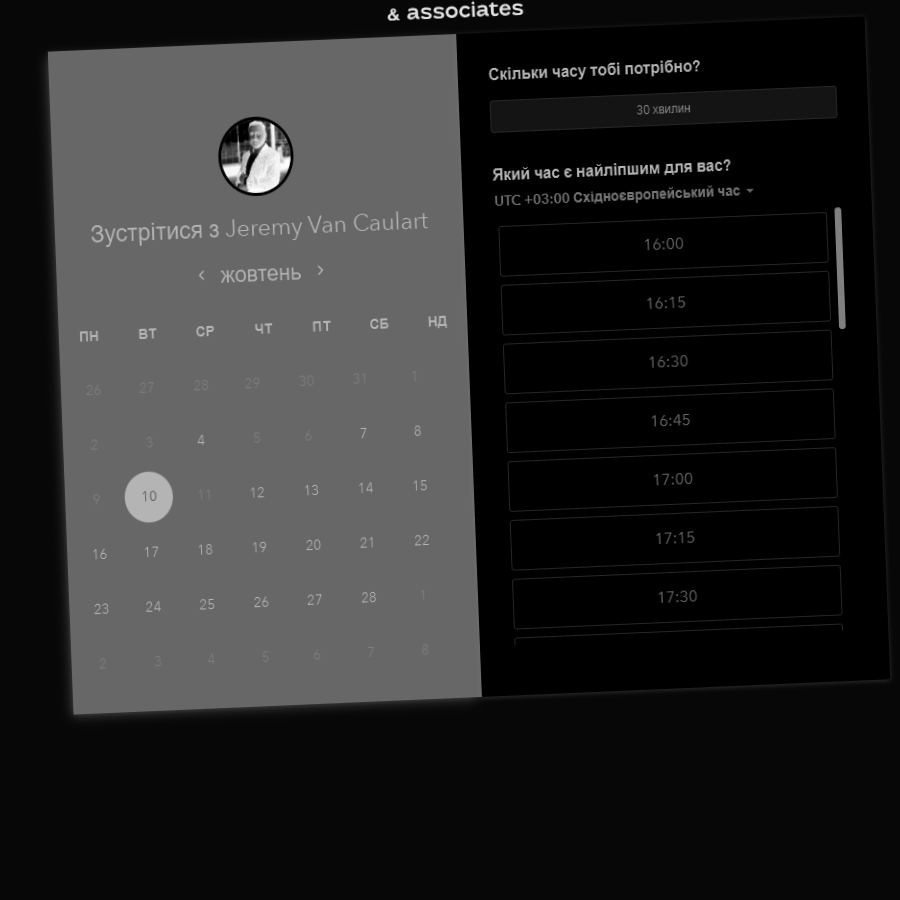 & associates
Зустрітися з Jeremy Van Caulart
жовтень
ПН ВТ СР ЧТ ПТ СБ НД
26 27 28 29 30 31 1
2 3 4 5 6 7 8
9 10 11 12 13 14 15
16 17 18 19 20 21 22
23 24 25 26 27 28 1
2 3 4 5 6 7 8
Скільки часу тобі потрібно?
30 хвилин
Який час є найліпшим для вас?
UTC +03:00 Східноєвропейський час
16:00
16:15
16:30
16:45
17:00
17:15
17:30